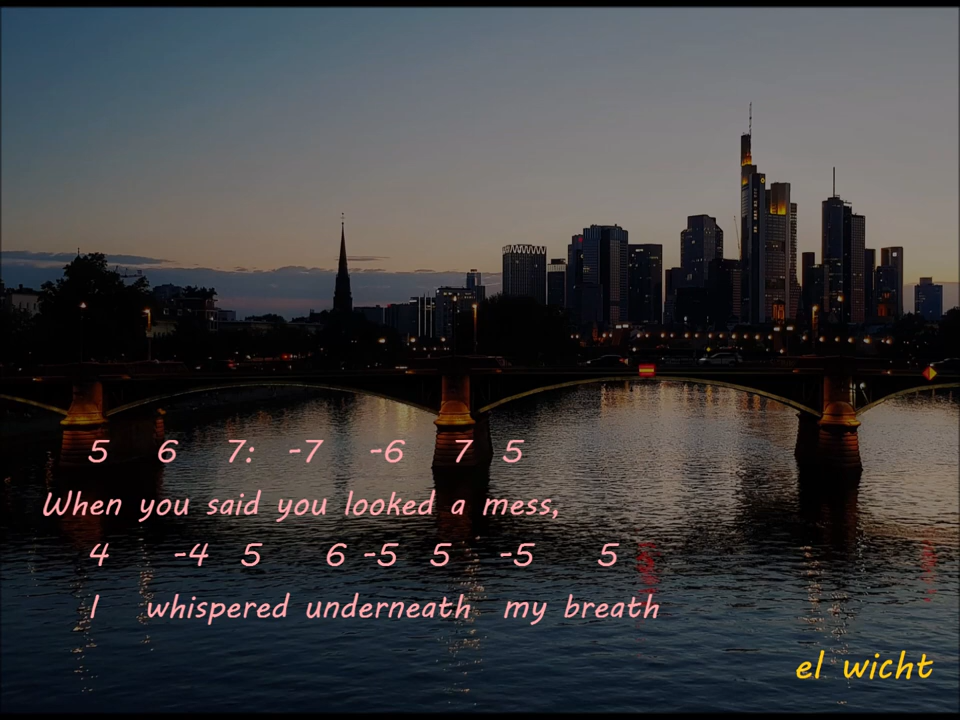 5 6 7: -7 -6 7 5
When you said you looked a mess,
4 -4 5 6 -5 5 -5 5
I whispered underneath my breath
el wicht